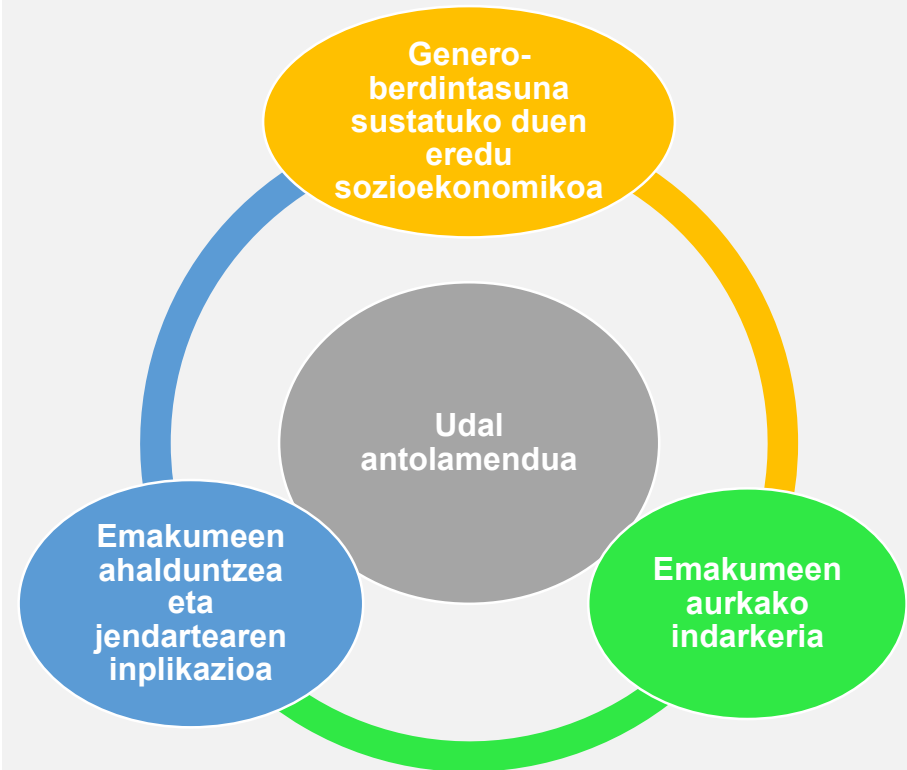 Genero-
berdintasuna
sustatuko duen
eredu
sozioekonomikoa
Udal
antolamendua
Emakumeen
ahalduntzea
eta
jendartearen
inplikazioa
Emakumeen
aurkako
indarkeria